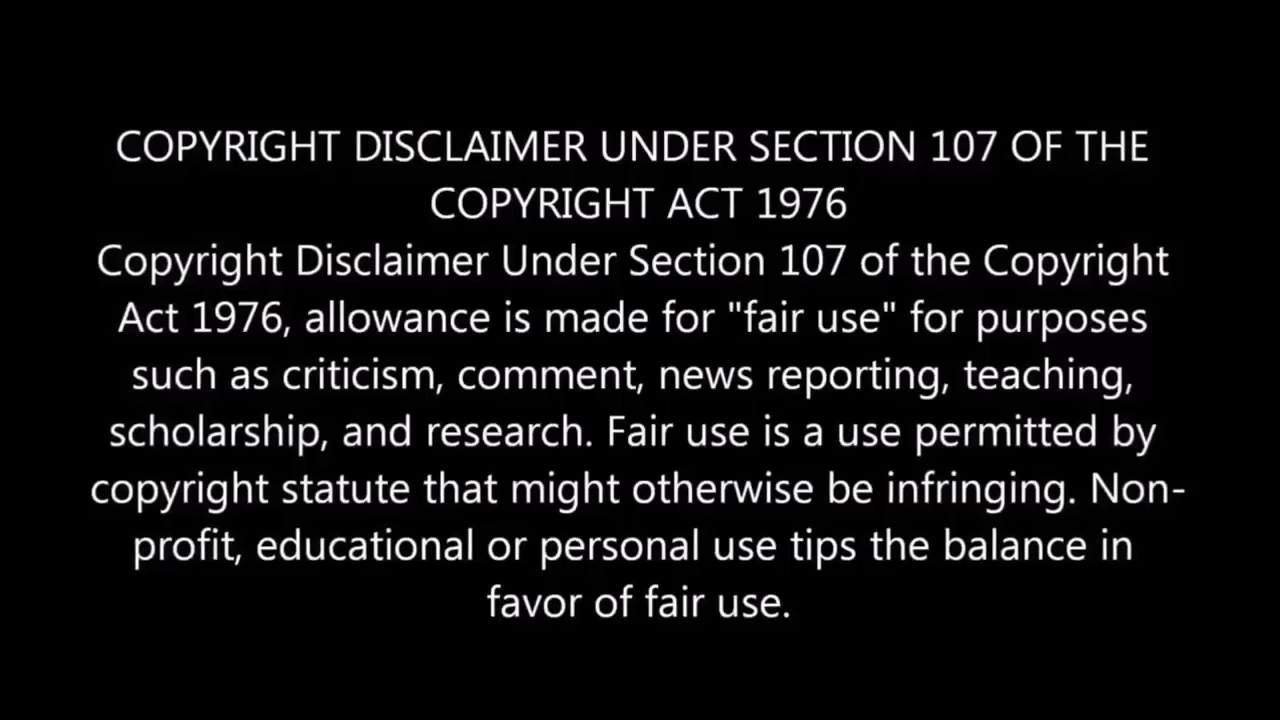 COPYRIGHT DISCLAIMER UNDER SECTION 107 OF THE
COPYRIGHT ACT 1976
Copyright Disclaimer Under Section 107 of the Copyright
Act 1976, allowance is made for "fair use" for purposes
such as criticism, comment, news reporting, teaching,
scholarship, and research. Fair use is a use permitted by
copyright statute that might otherwise be infringing. Non-
profit, educational or personal use tips the balance in
favor of fair use.